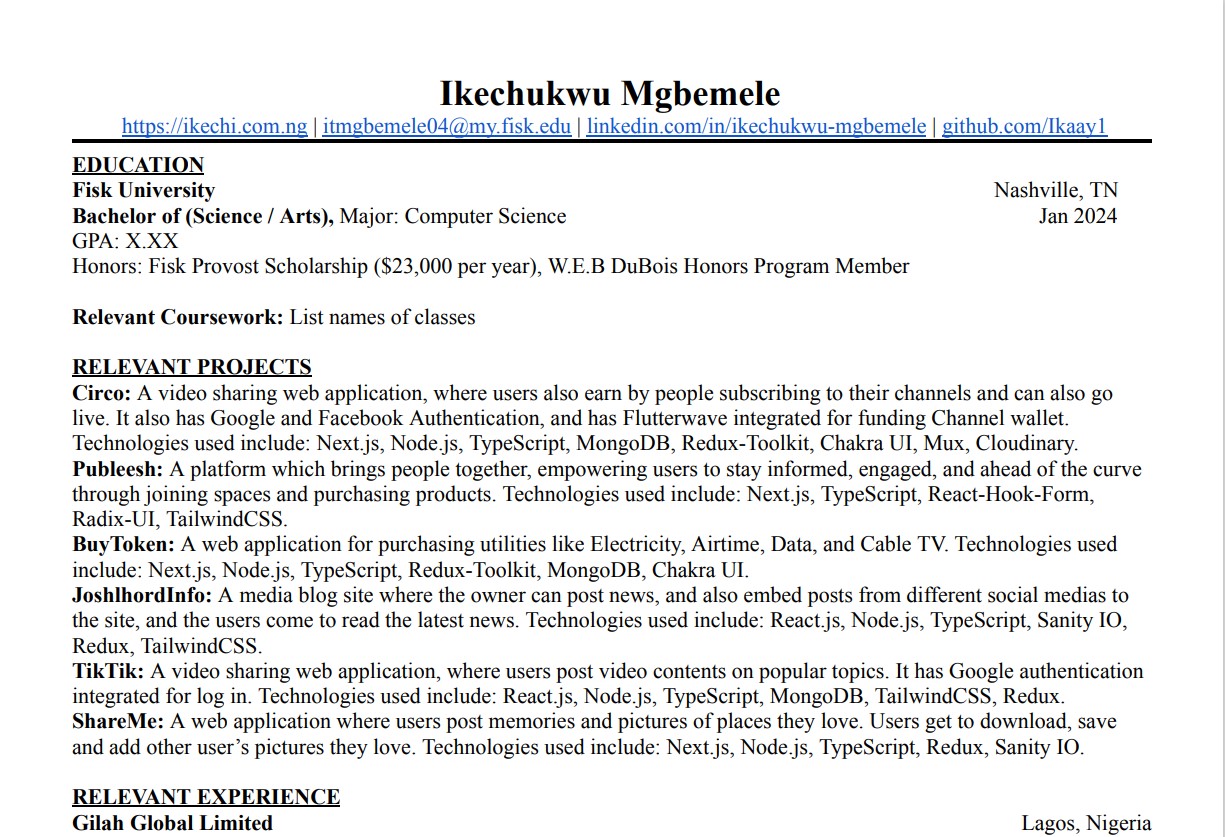 Ikechukwu Mgbemele
https://ikechi.com.ng | itmgbemele04@my.fisk.edu | linkedin.com/in/ikechukwu-mgbemele | github.com/Ikaay1
EDUCATION
Fisk University Nashville, TN
Bachelor of (Science / Arts), Major: Computer Science Jan 2024
GPA: X.XX
Honors: Fisk Provost Scholarship ($23,000 per year), W.E.B DuBois Honors Program Member
Relevant Coursework: List names of classes
RELEVANT PROJECTS
Circo: A video sharing web application, where users also earn by people subscribing to their channels and can also go
live. It also has Google and Facebook Authentication, and has Flutterwave integrated for funding Channel wallet.
Technologies used include: Next.js, Node.js, TypeScript, MongoDB, Redux-Toolkit, Chakra UI, Mux, Cloudinary.
Publeesh: A platform which brings people together, empowering users to stay informed, engaged, and ahead of the curve
through joining spaces and purchasing products. Technologies used include: Next.js, TypeScript, React-Hook-Form,
Radix-UI, TailwindCSS.
BuyToken: A web application for purchasing utilities like Electricity, Airtime, Data, and Cable TV. Technologies used
include: Next.js, Node.js, TypeScript, Redux-Toolkit, MongoDB, Chakra UI.
JoshlhordInfo: A media blog site where the owner can post news, and also embed posts from different social medias to
the site, and the users come to read the latest news. Technologies used include: React.js, Node.js, TypeScript, Sanity IO,
Redux, TailwindCSS.
TikTik: A video sharing web application, where users post video contents on popular topics. It has Google authentication
integrated for log in. Technologies used include: React.js, Node.js, TypeScript, MongoDB, TailwindCSS, Redux.
ShareMe: A web application where users post memories and pictures of places they love. Users get to download, save
and add other user’s pictures they love. Technologies used include: Next.js, Node.js, TypeScript, Redux, Sanity IO.
RELEVANT EXPERIENCE
Gilah Global Limited Lagos, Nigeria